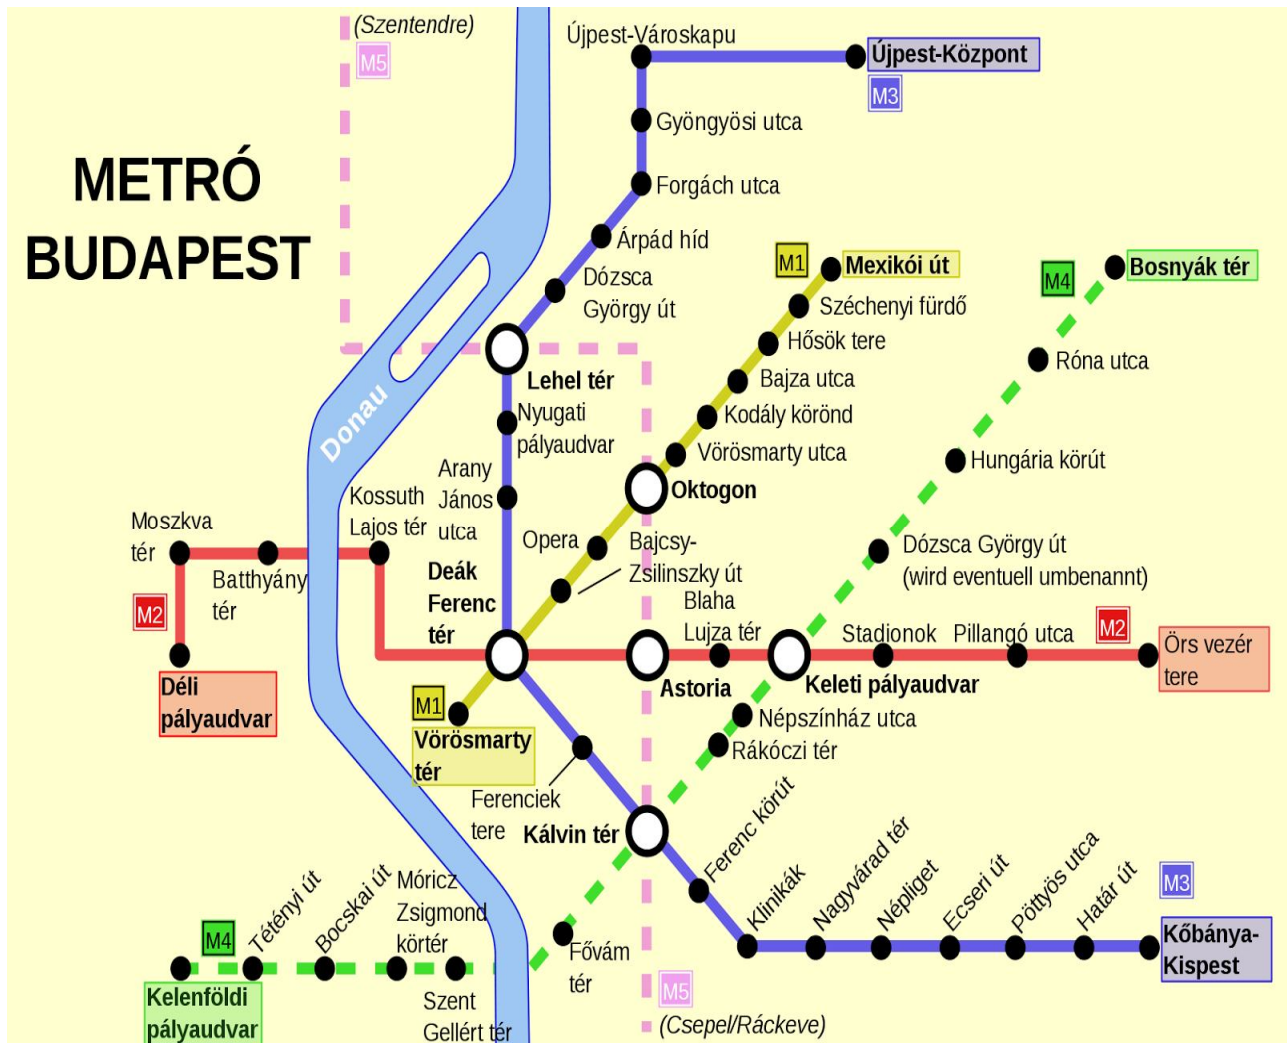 (Szentendre)
M5
Újpest-Városkapu
Újpest-Központ
M3
Gyöngyösi utca
METRÓ
BUDAPEST
Forgách utca
Árpád híd
Dózsca
György út
M1
Mexikói út
M4
Bosnyák tér
Széchenyi fürdő
Hősök tere
Róna utca
Lehel tér
Bajza utca
Donau
Nyugati
pályaudvar
Kodály körönd
Vörösmarty utca
Hungária körút
Arany
János
utca
Kossuth
Lajos tér
Oktogon
Moszkva
tér
Batthyány
tér
Opera
Bajcsy-
Zsilinszky út
Dózsca György út
(wird eventuell umbenannt)
Deák
Ferenc
tér
M2
Blaha
Lujza tér
Stadionok
Pillangó utca
M2
Örs vezér
tere
Déli
pályaudvar
Astoria
Keleti pályaudvar
M1
Vörösmarty
tér
Népszínház utca
Rákóczi tér
Ferenciek
tere
Kálvin tér
Ferenc körút
Klinikák
Nagyvárad tér
Népliget
Ecseri út
Pöttyös utca
Határ út
M3
Kőbánya-
Kispest
M4
Tétényi út
Bocskai út
Móricz
Zsigmond
körtér
Fővám
tér
Kelenföldi
pályaudvar
Szent
Gellért tér
M5
(Csepel/Ráckeve)